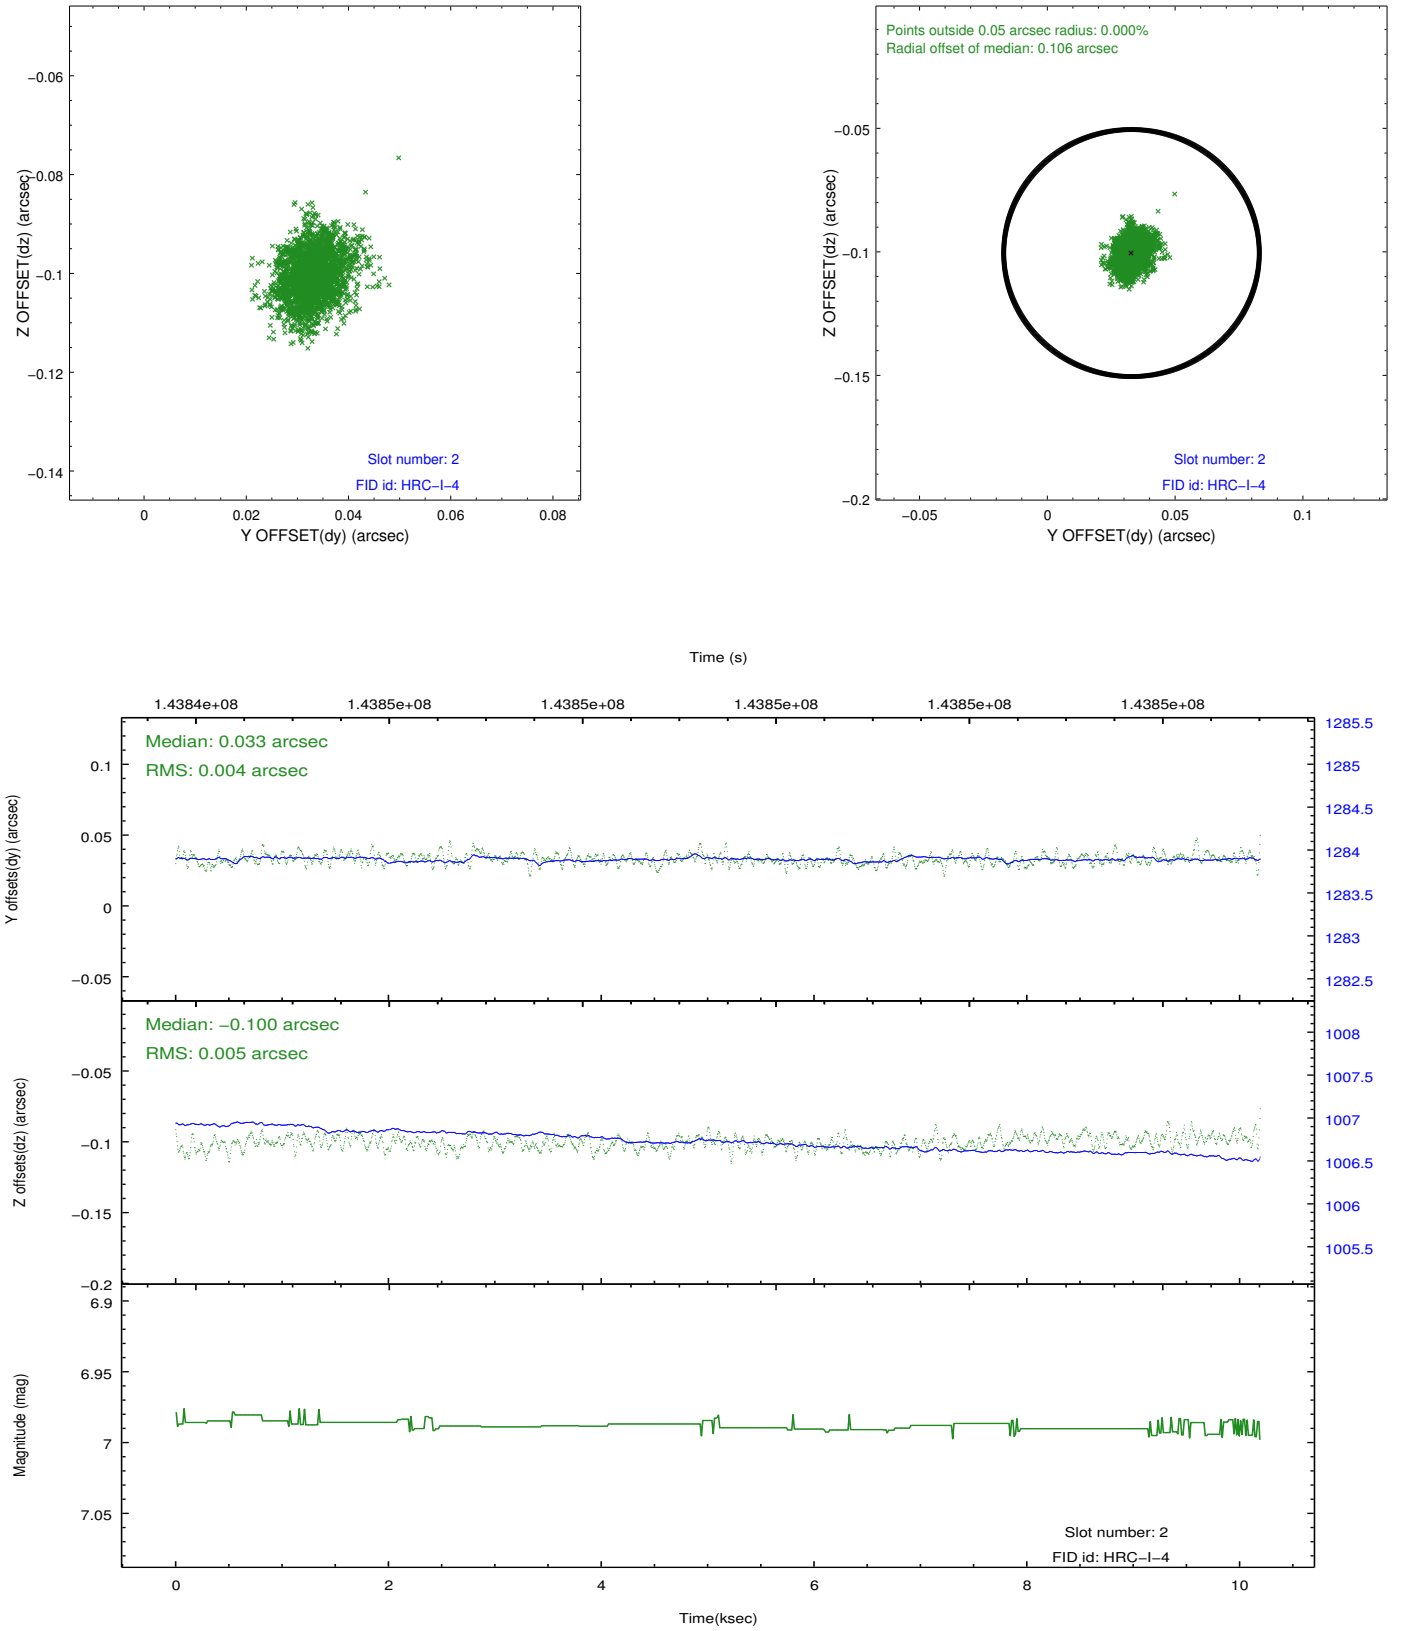 −0.06
−0.08
−0.1
−0.12
−0.14
Z OFFSET(dz) (arcsec)
Slot number: 2
FID id: HRC−I−4
0 0.02 0.04 0.06 0.08
Y OFFSET(dy) (arcsec)
Points outside 0.05 arcsec radius: 0.000%
Radial offset of median: 0.106 arcsec
−0.05
−0.1
−0.15
−0.2
Z OFFSET(dz) (arcsec)
Slot number: 2
FID id: HRC−I−4
−0.05 0 0.05 0.1
Y OFFSET(dy) (arcsec)
Time (s)
1.4384e+08 1.4385e+08 1.4385e+08 1.4385e+08 1.4385e+08 1.4385e+08
Median: 0.033 arcsec
RMS: 0.004 arcsec
0.1
0.05
0
−0.05
Y offsets(dy) (arcsec)
1285.5
1285
1284.5
1284
1283.5
1283
1282.5
Median: −0.100 arcsec
RMS: 0.005 arcsec
−0.05
−0.1
−0.15
−0.2
Z offsets(dz) (arcsec)
1008
1007.5
1007
1006.5
1006
1005.5
6.9
6.95
7
7.05
Magnitude (mag)
Slot number: 2
FID id: HRC−I−4
0 2 4 6 8 10
Time(ksec)